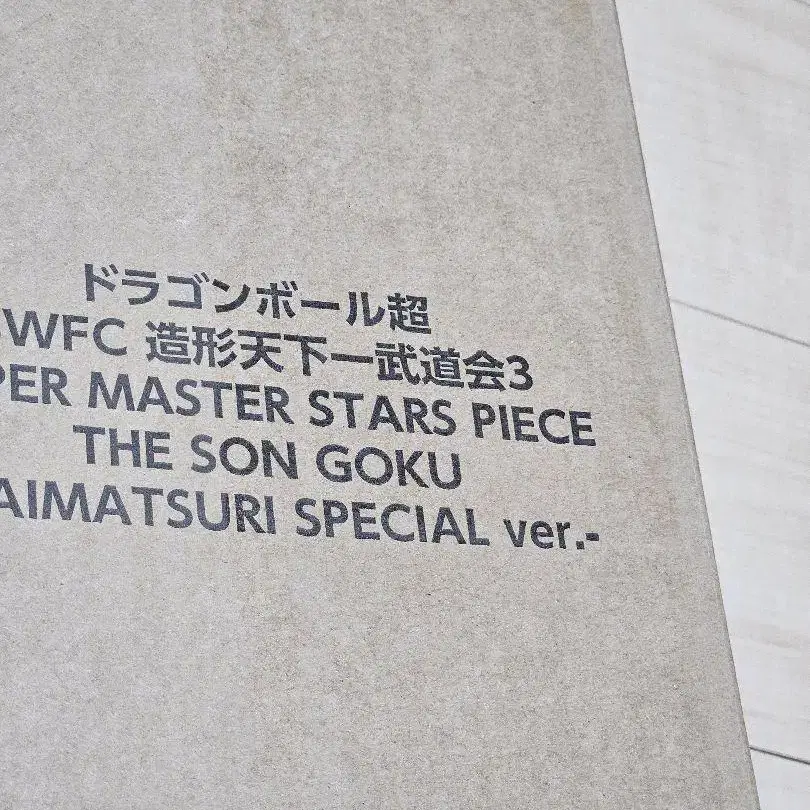 ドラゴンボール超
WFC 造形天下一武道会3
PER MASTER STARS PIECE
THE SON GOKU
AIMATSURI SPECIAL ver.-